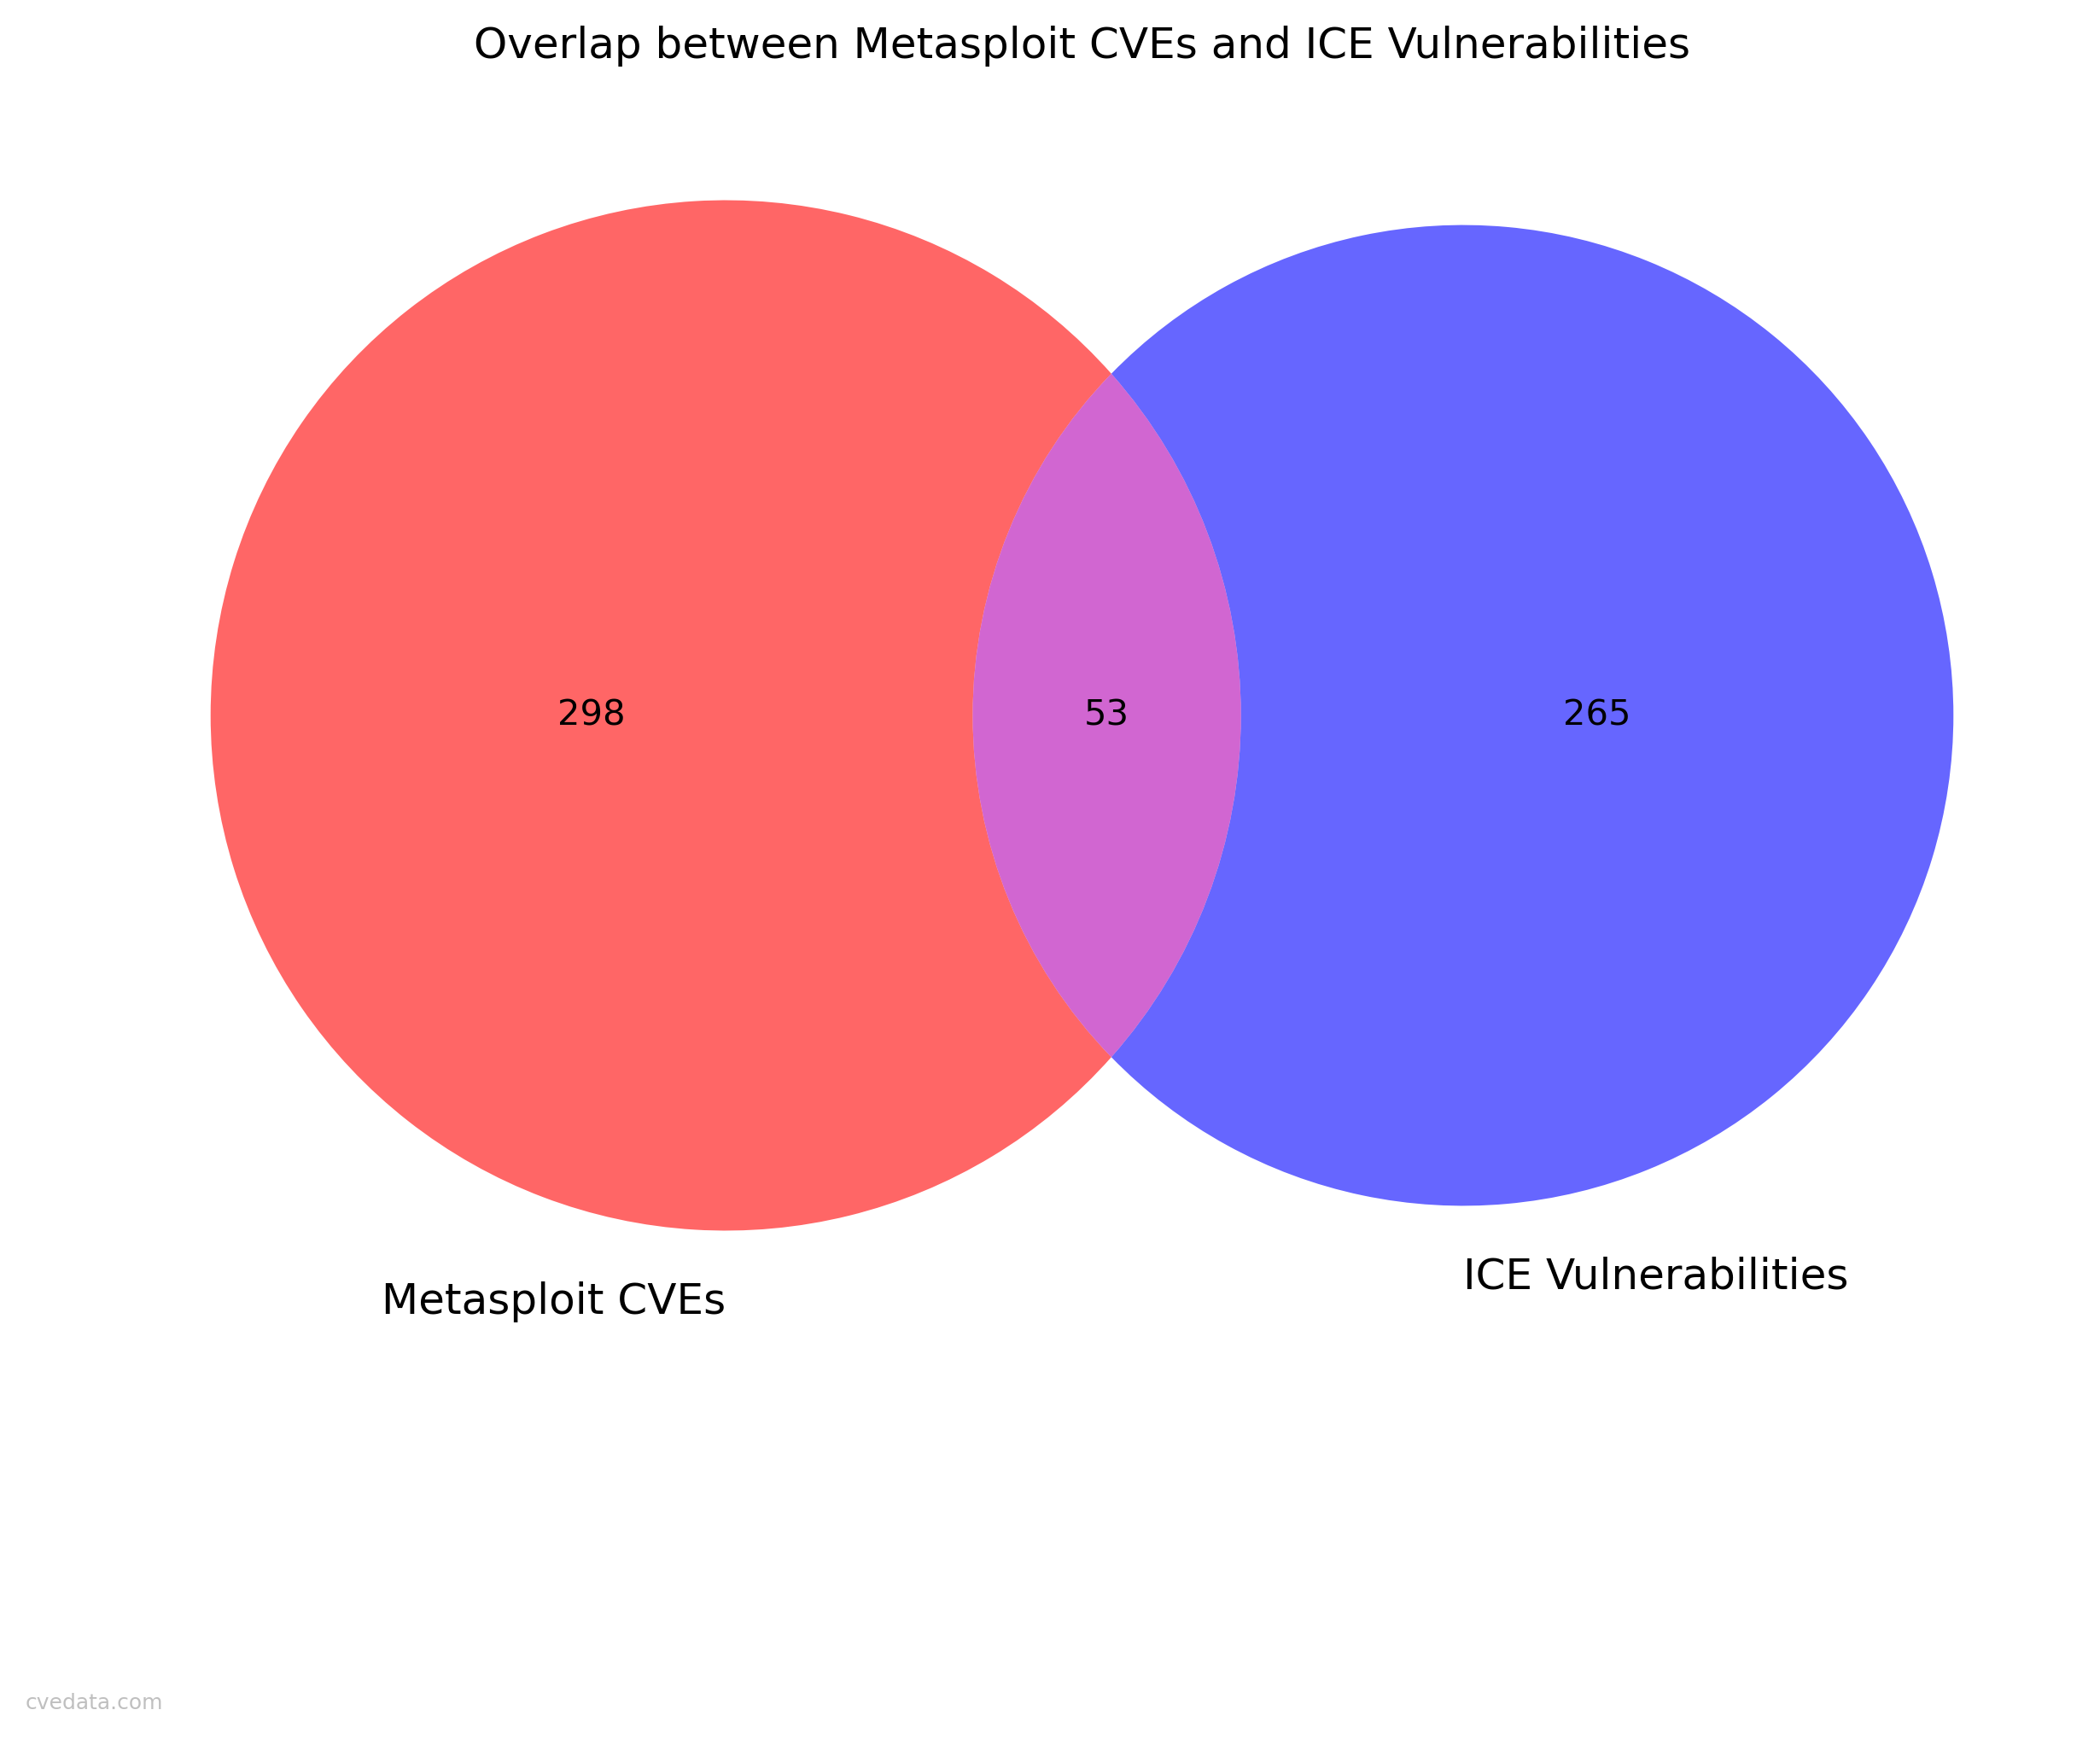 Overlap between Metasploit CVEs and ICE Vulnerabilities
298
53
265
ICE Vulnerabilities
Metasploit CVEs
cvedata.com